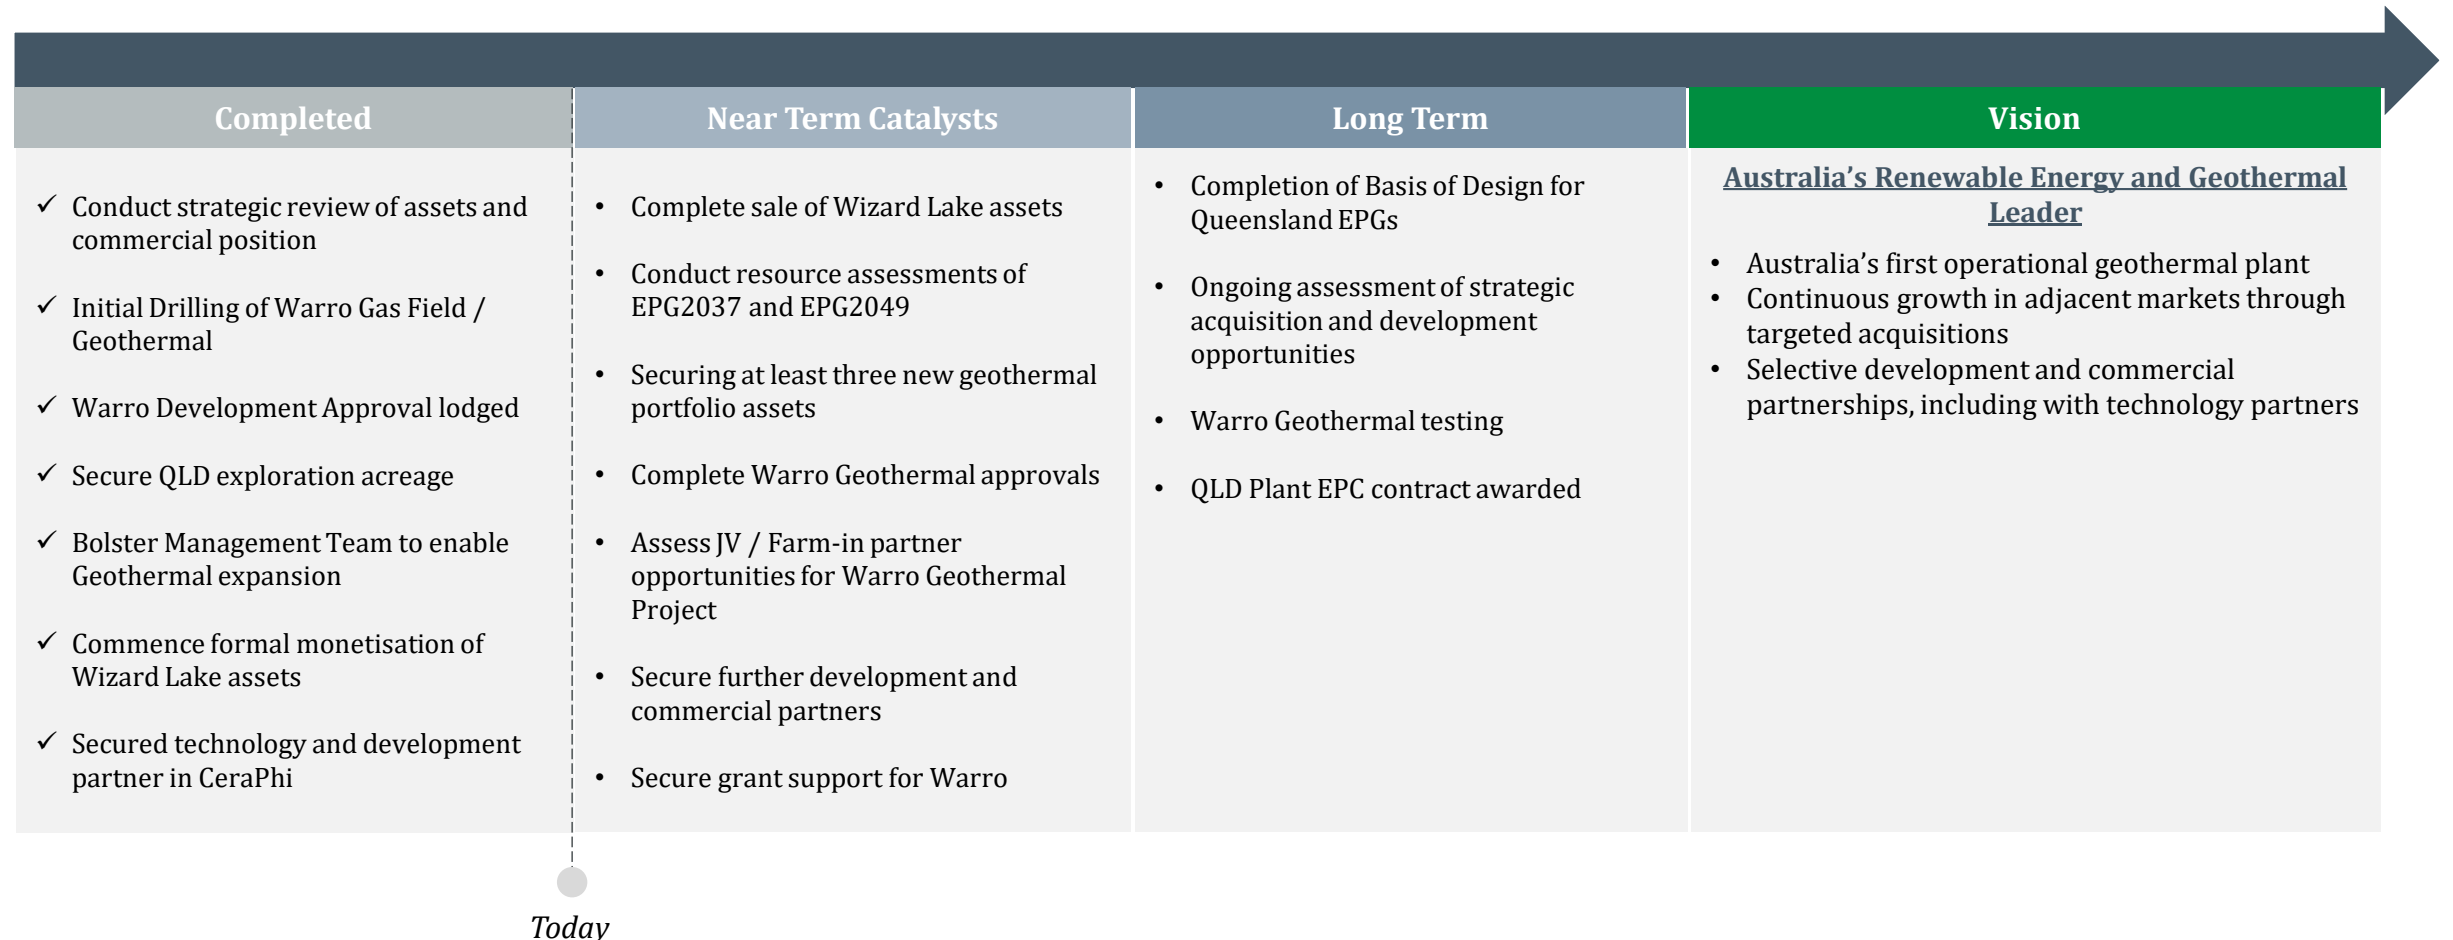 Completed
✓ Conduct strategic review of assets and
commercial position
✓ Initial Drilling of Warro Gas Field /
Geothermal
✓ Warro Development Approval lodged
✓ Secure QLD exploration acreage
✓ Bolster Management Team to enable
Geothermal expansion
✓ Commence formal monetisation of
Wizard Lake assets
✓ Secured technology and development
partner in CeraPhi
Near Term Catalysts
• Complete sale of Wizard Lake assets
• Conduct resource assessments of
EPG2037 and EPG2049
• Securing at least three new geothermal
portfolio assets
• Complete Warro Geothermal approvals
• Assess JV / Farm-in partner
opportunities for Warro Geothermal
Project
• Secure further development and
commercial partners
• Secure grant support for Warro
Long Term
• Completion of Basis of Design for
Queensland EPGs
• Ongoing assessment of strategic
acquisition and development
opportunities
• Warro Geothermal testing
• QLD Plant EPC contract awarded
Vision
Australia’s Renewable Energy and Geothermal
Leader
• Australia’s first operational geothermal plant
• Continuous growth in adjacent markets through
targeted acquisitions
• Selective development and commercial
partnerships, including with technology partners
Today